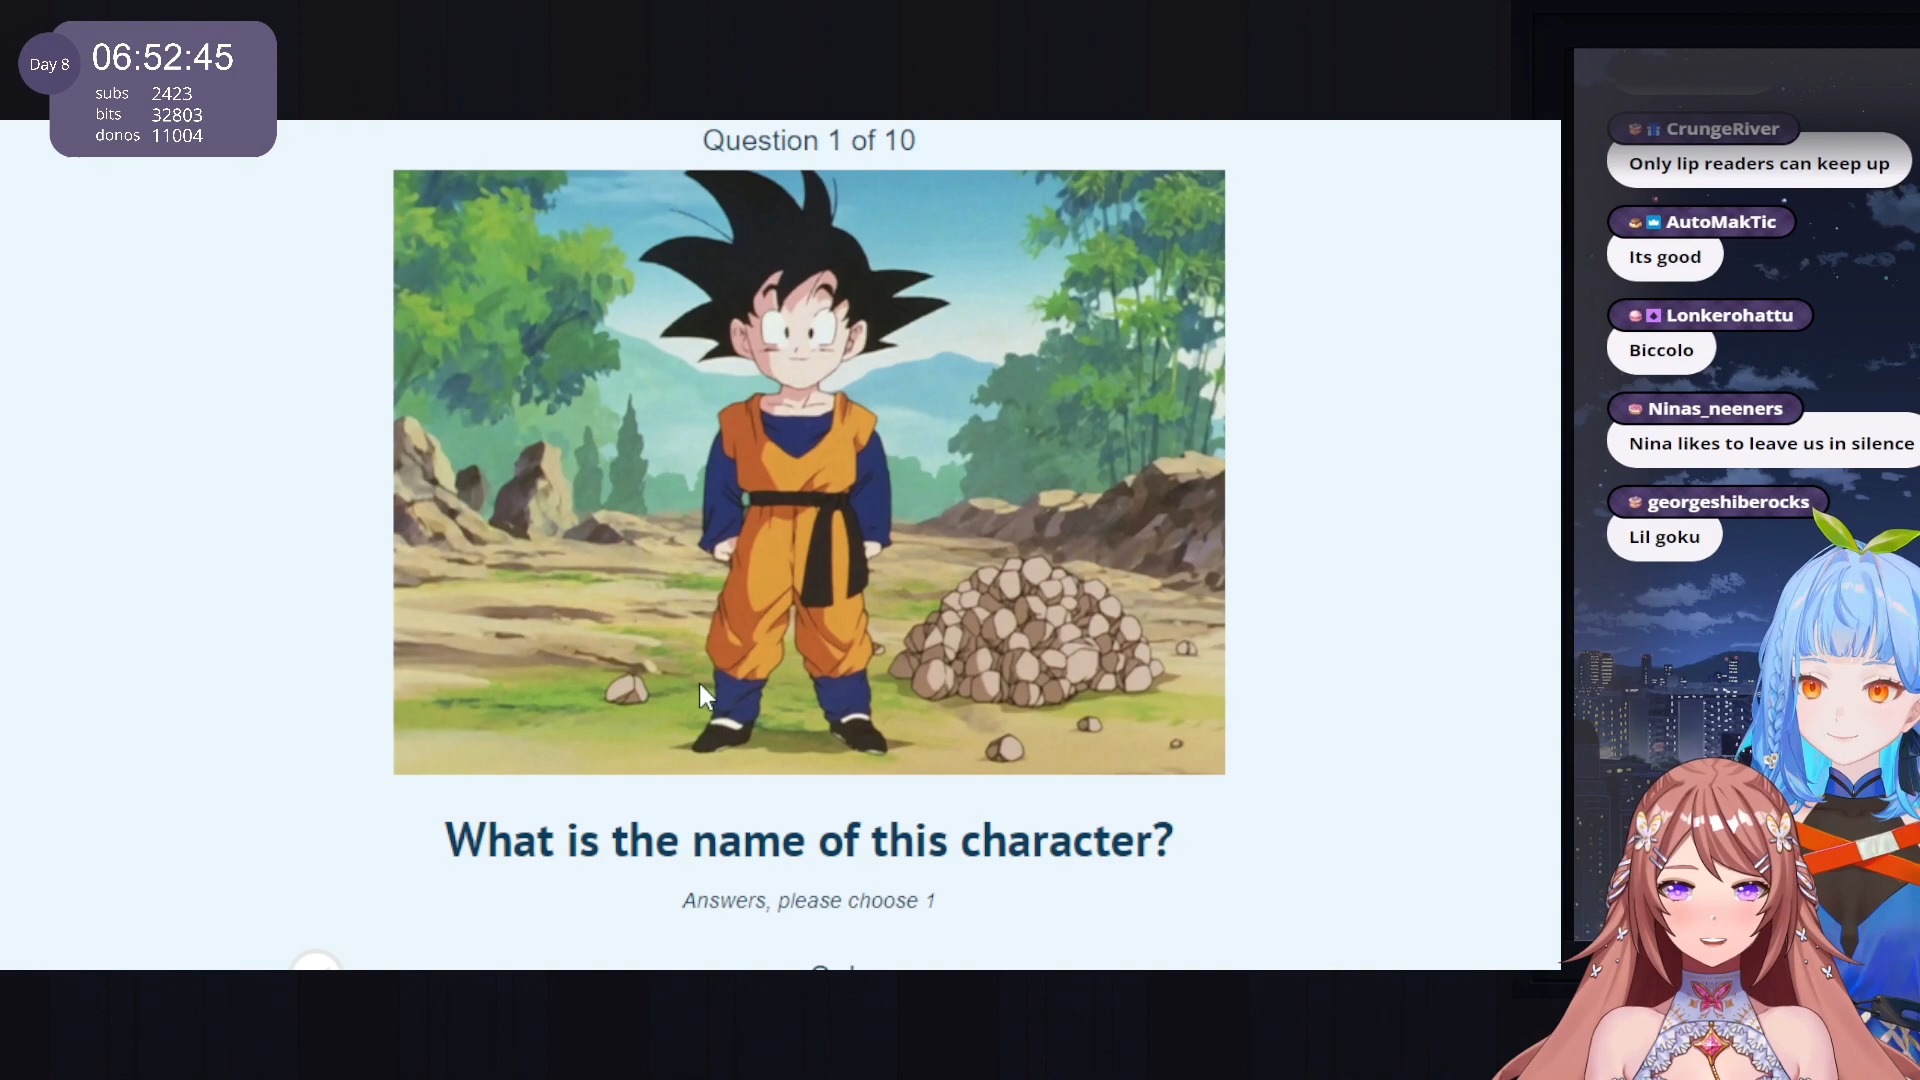 Day 8
06:52:45
subs 2423
bits 32803
donos 11004
Question 1 of 10
What is the name of this character?
Answers, please choose 1
CrungeRiver
Only lip readers can keep up
AutoMakTic
Its good
Lonkerohattu
Biccolo
Ninas_neeners
Nina likes to leave us in silence
georgeshiberocks
Lil goku